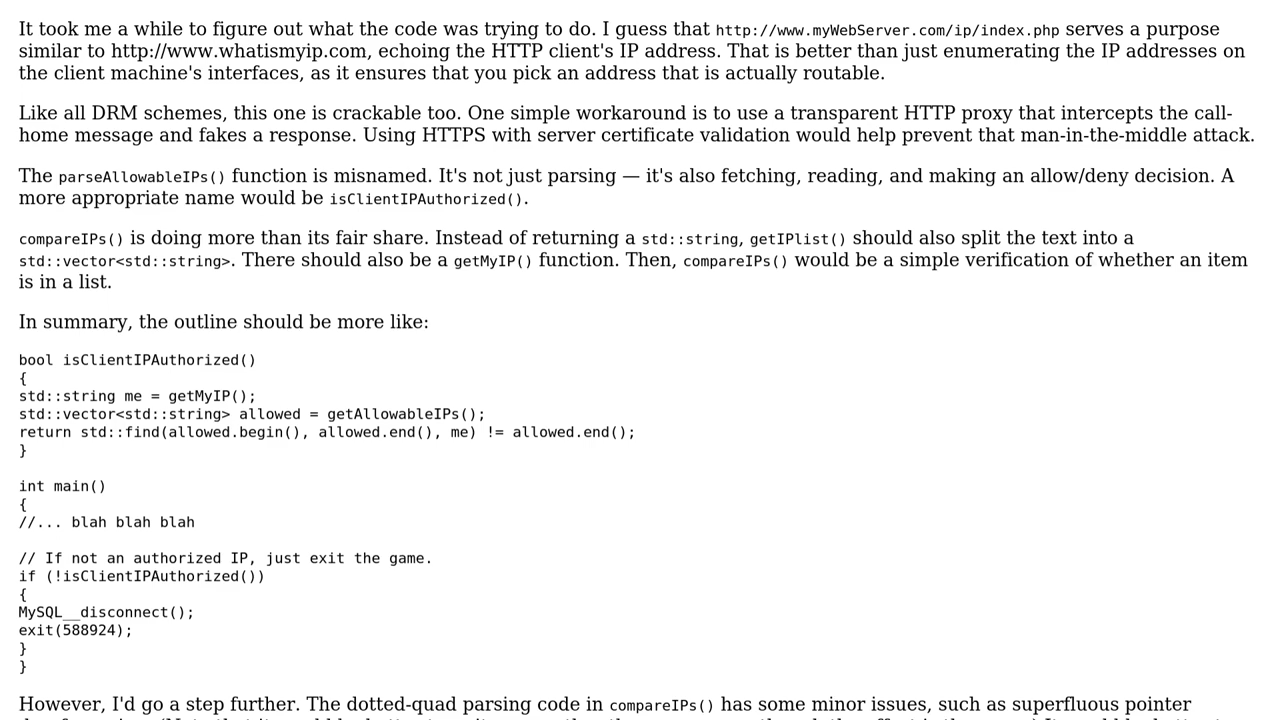 It took me a while to figure out what the code was trying to do. I guess that http://www.myWebServer.com/ip/index.php serves a purpose
similar to http://www.whatismyip.com, echoing the HTTP client's IP address. That is better than just enumerating the IP addresses on
the client machine's interfaces, as it ensures that you pick an address that is actually routable.
Like all DRM schemes, this one is crackable too. One simple workaround is to use a transparent HTTP proxy that intercepts the call-
home message and fakes a response. Using HTTPS with server certificate validation would help prevent that man-in-the-middle attack.
The parseAllowableIPs() function is misnamed. It's not just parsing — it's also fetching, reading, and making an allow/deny decision. A
more appropriate name would be isClientIPAuthorized().
compareIPs() is doing more than its fair share. Instead of returning a std::string, getIPlist() should also split the text into a
std::vector<std::string>. There should also be a getMyIP() function. Then, compareIPs() would be a simple verification of whether an item
is in a list.
In summary, the outline should be more like:
bool isClientIPAuthorized()
{
std::string me = getMyIP();
std::vector<std::string> allowed = getAllowableIPs();
return std::find(allowed.begin(), allowed.end(), me) != allowed.end();
}
int main()
{
//... blah blah blah
// If not an authorized IP, just exit the game.
if (!isClientIPAuthorized())
{
MySQL__disconnect();
exit(588924);
}
}
However, I'd go a step further. The dotted-quad parsing code in compareIPs() has some minor issues, such as superfluous pointer